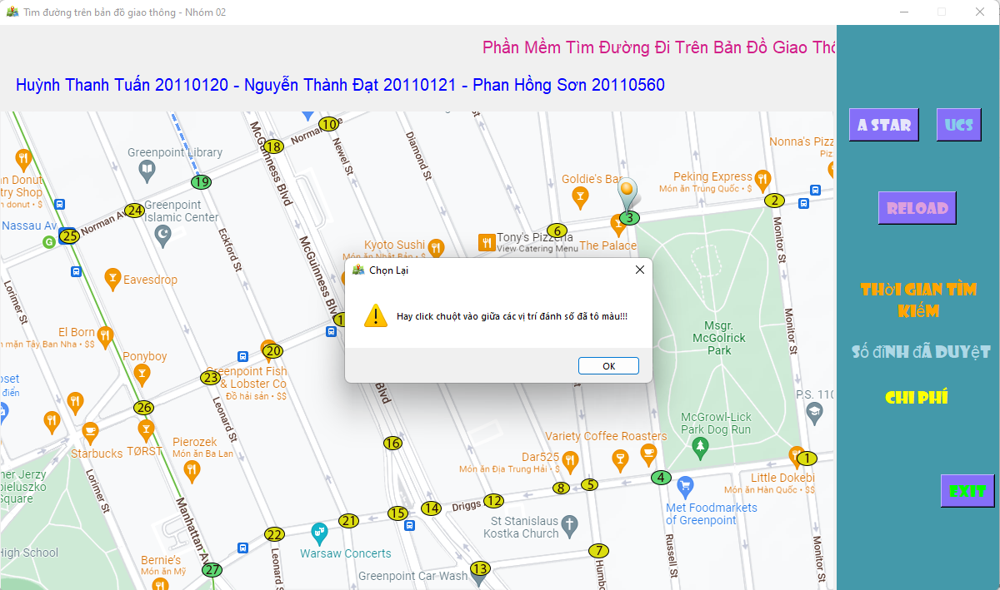 Tìm đường trên bản đồ giao thông - Nhóm 02
Phần Mềm Tìm Đường Đi Trên Bản Đồ Giao Thô
Huỳnh Thanh Tuấn 20110120 - Nguyễn Thành Đạt 20110121 - Phan Hồng Sơn 20110560
A STAR
UCS
RELOAD
THời GIAN TÌM
KIẾM
Số đỉNH đÃ DUYệT
CHI PHÍ
EXIT
Chọn Lại
Hay click chuột vào giữa các vị trí đánh số đã tô màu!!!
OK
10
18
19
24
25
Greenpoint Library
Greenpoint
Islamic Center
McGuinness Blvd
Newel St
Diamond St
Nonna's Pizz
Piz
Goldie's Bar
Peking Express
Món ăn Trung Quốc • $
2
3
6
n Donut
try Shop
n donut • $
Nassau Av
G
Norman Av
Eckford St
Kyoto Sushi
Món ăn Nhật Bản • $
Tony's Pizzeria
View Catering Menu
The Palace
Monitor St
McGuinness Blv
Lorimer St
Eavesdrop
El Born
n mặn Tây Ban Nha • $$
Ponyboy
20
23
26
Greenpoint Fish
& Lobster Co
Đồ hải sản • $$
Msgr.
McGolrick
Park
Monitor St
Leonard St
Blvd
P.S. 110
McGrowl-Lick
Park Dog Run
Starbucks
TØRST
Pierozek
Món ăn Ba Lan
16
Variety Coffee Roasters
Dar525
Món ăn Địa Trung Hải • $
1
4
5
8
12
14
15
21
22
Little Dokebi
Món ăn Hàn Quốc • $$
Met Foodmarkets
of Greenpoint
ner Jerzy
pieluszko
Square
Lorimer St
Manhattan Av
Driggs
St Stanislaus
Kostka Church
Warsaw Concerts
High School
Bernie's
Món ăn Mỹ
27
Leonard S
Greenpoint Car Wash
13
7
Humbo
Russell St
Monitor St